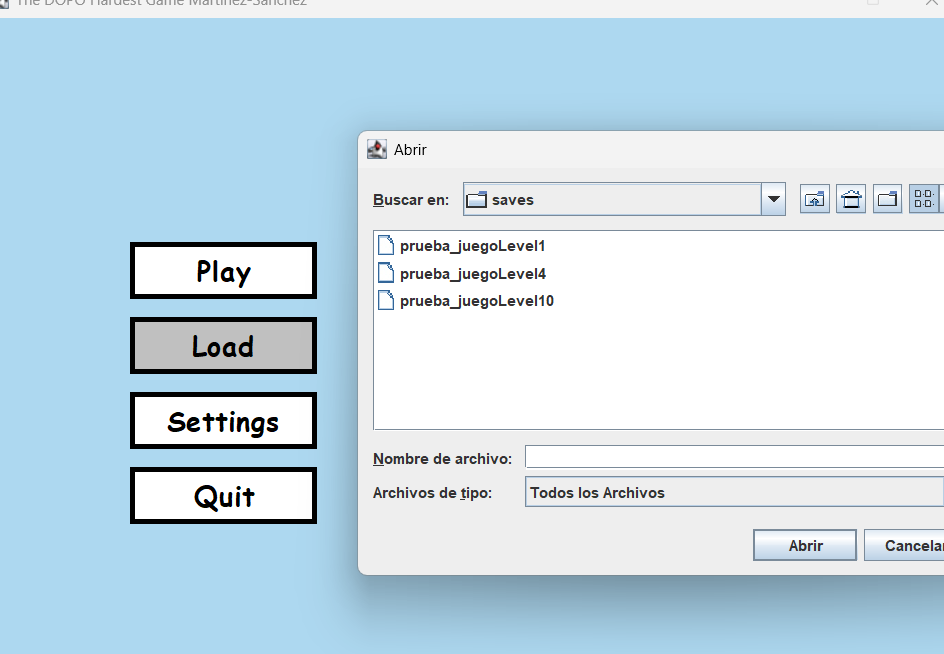 The DOPO Hardest Game Martinez-Sanchez
Abrir
Buscar en:
saves
prueba_juegoLevel1
prueba_juegoLevel4
prueba_juegoLevel10
Play
Load
Settings
Quit
Nombre de archivo:
Archivos de tipo:
Todos los Archivos
Abrir
Cancelar